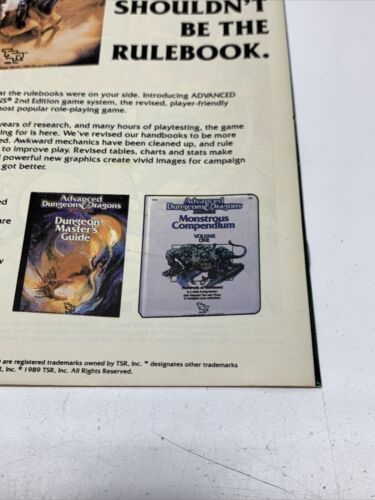 SHOULDN'T
BE THE
RULEBOOK.
at the rulebooks were on your side. Introducing ADVANCED
NS® 2nd Edition game system, the revised, player-friendly
ost popular role-playing game.
years of research, and many hours of playtesting, the game
ing for is here. We've revised our handbooks to be more
ed. Awkward mechanics have been cleaned up, and rule
to improve play. Revised tables, charts and stats make
powerful new graphics create vivid images for campaign
got better.
ed
ure
y
Advanced
Dungeons & Dragons
Dungeon
Master's
Guide
Advanced
Dungeons & Dragons
Monstrous
Compendium
VOLUME
ONE
are registered trademarks owned by TSR, Inc. ™ designates other trademarks
R, Inc. ©1989 TSR, Inc. All Rights Reserved.